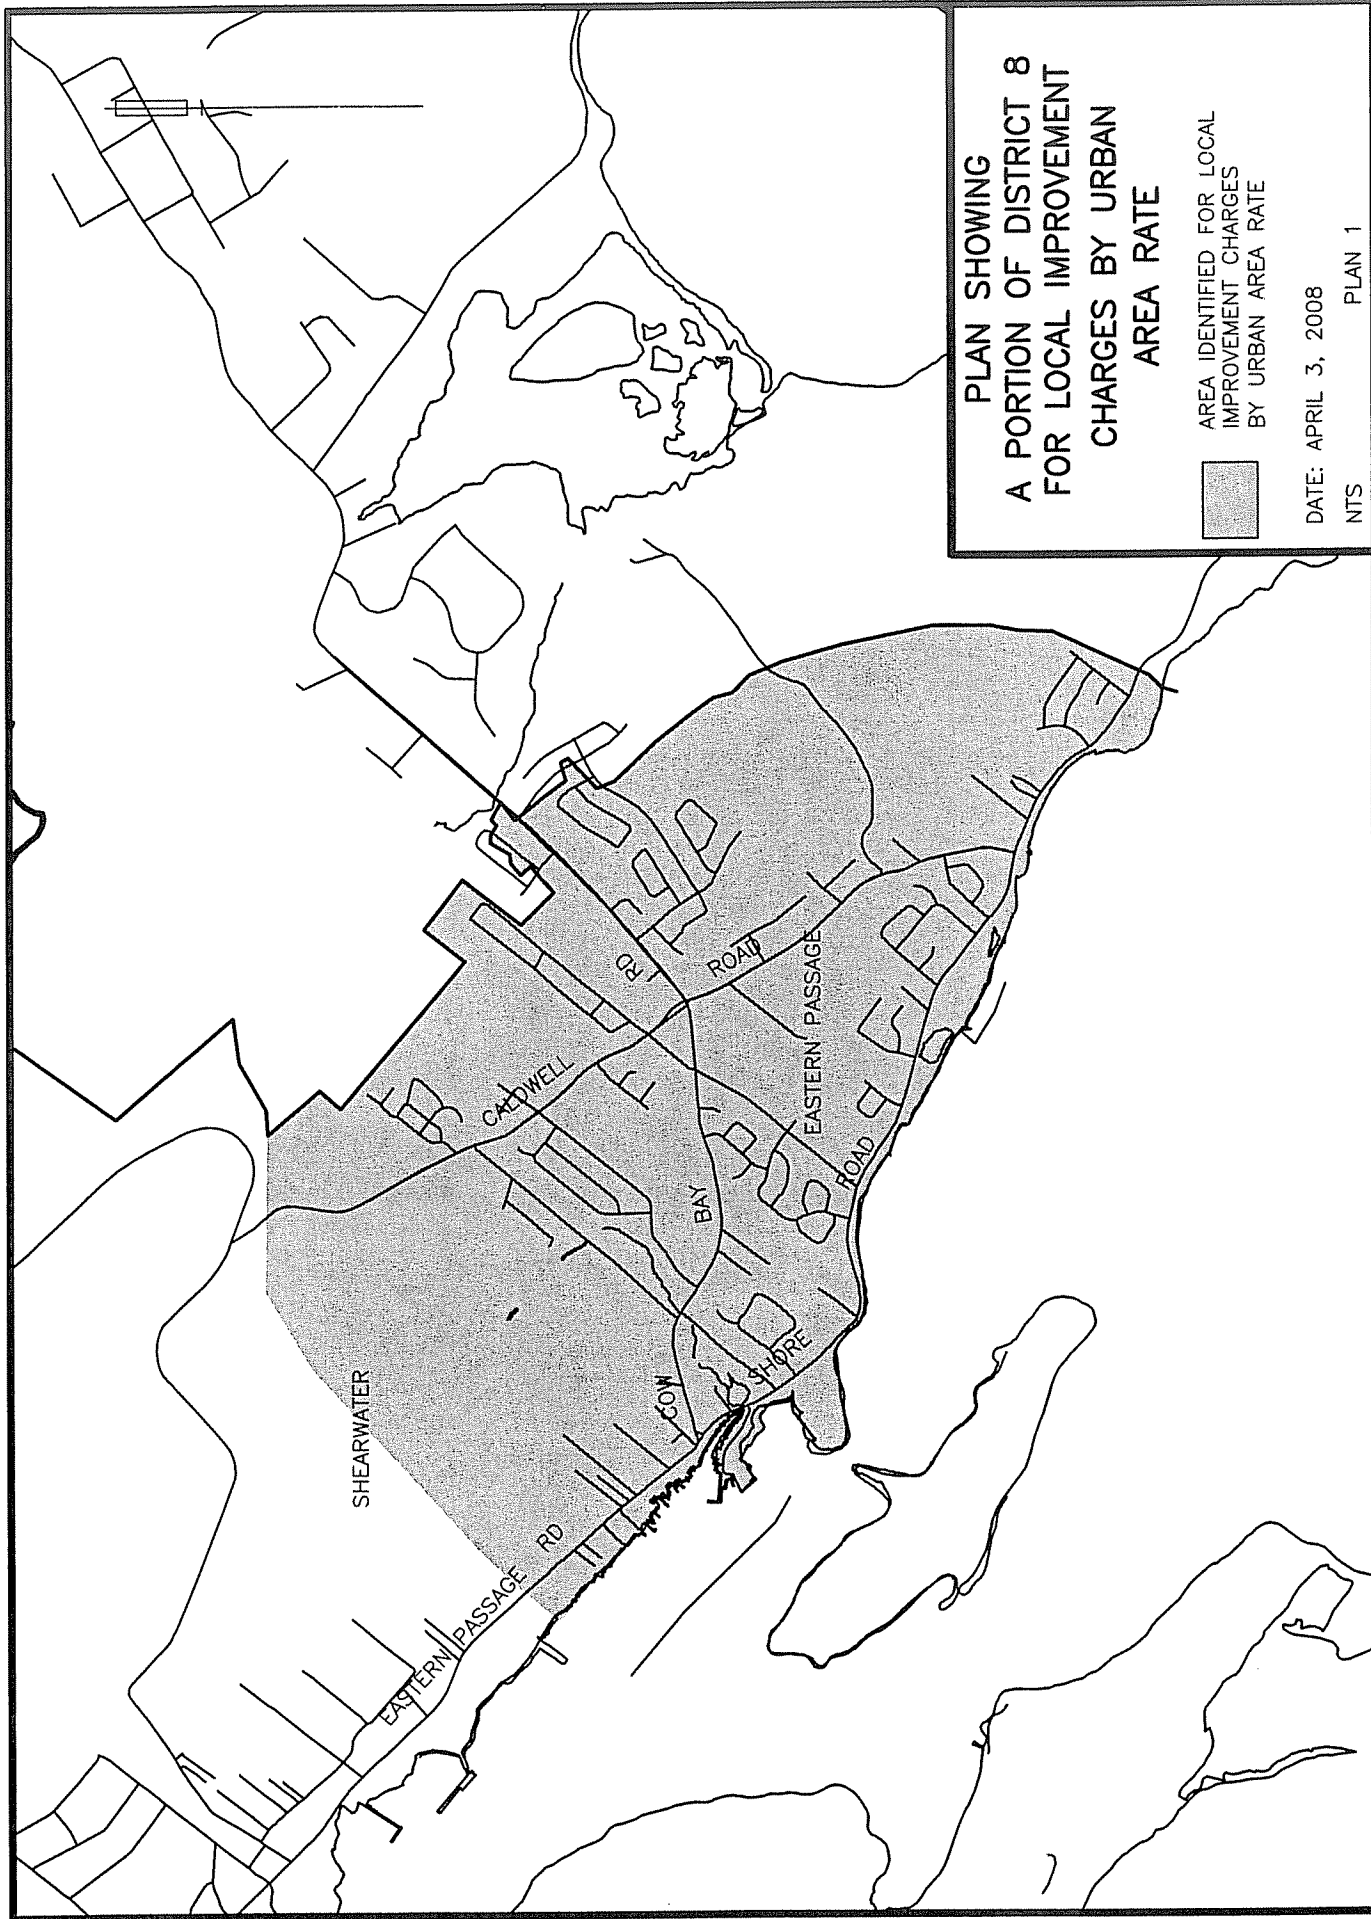 PLAN SHOWING
A PORTION OF DISTRICT 8
FOR LOCAL IMPROVEMENT
CHARGES BY URBAN
AREA RATE
AREA IDENTIFIED FOR LOCAL
IMPROVEMENT CHARGES
BY URBAN AREA RATE
DATE: APRIL 3, 2008
NTS PLAN 1
SHEARWATER
EASTERN PASSAGE RD
CALDWELL ROAD
COW BAY RD
SHORE ROAD
EASTERN PASSAGE